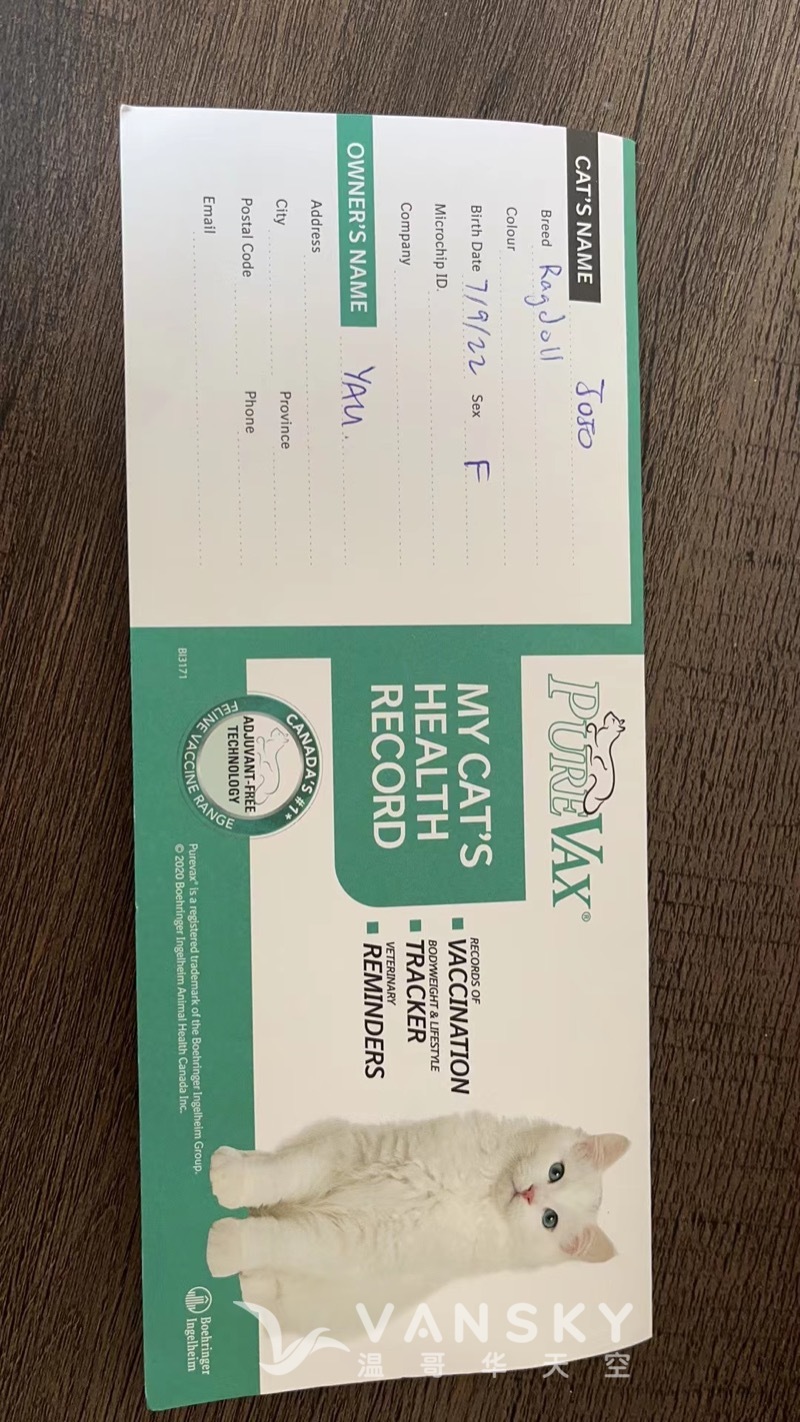 CAT'S NAME JOJO
Breed Ragdoll
Colour
Birth Date 7/9/22 Sex F
Microchip ID
Company
OWNER'S NAME YAU.
Address
City Province
Postal Code Phone
Email
PUREVAX®
MY CAT'S
HEALTH
RECORD
RECORDS OF
VACCINATION
BODYWEIGHT & LIFESTYLE
TRACKER
VETERINARY
REMINDERS
CANADA'S #1*
ADJUVANT-FREE
TECHNOLOGY
FELINE VACCINE RANGE
BI3171
Purevax® is a registered trademark of the Boehringer Ingelheim Group.
© 2020 Boehringer Ingelheim Animal Health Canada Inc.
Boehringer
Ingelheim
VANSKY
温哥华天空